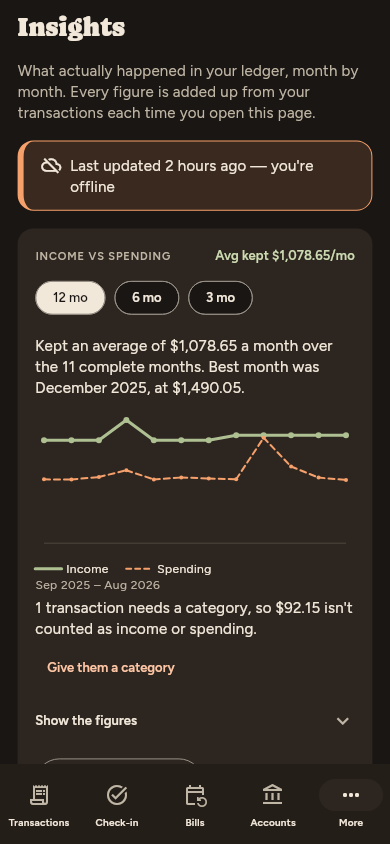 Insights
What actually happened in your ledger, month by
month. Every figure is added up from your
transactions each time you open this page.
Last updated 2 hours ago — you're
offline
INCOME VS SPENDING
Avg kept $1,078.65/mo
12 mo
6 mo
3 mo
Kept an average of $1,078.65 a month over
the 11 complete months. Best month was
December 2025, at $1,490.05.
Income
Spending
Sep 2025 – Aug 2026
1 transaction needs a category, so $92.15 isn't
counted as income or spending.
Give them a category
Show the figures
Transactions
Check-in
Bills
Accounts
More